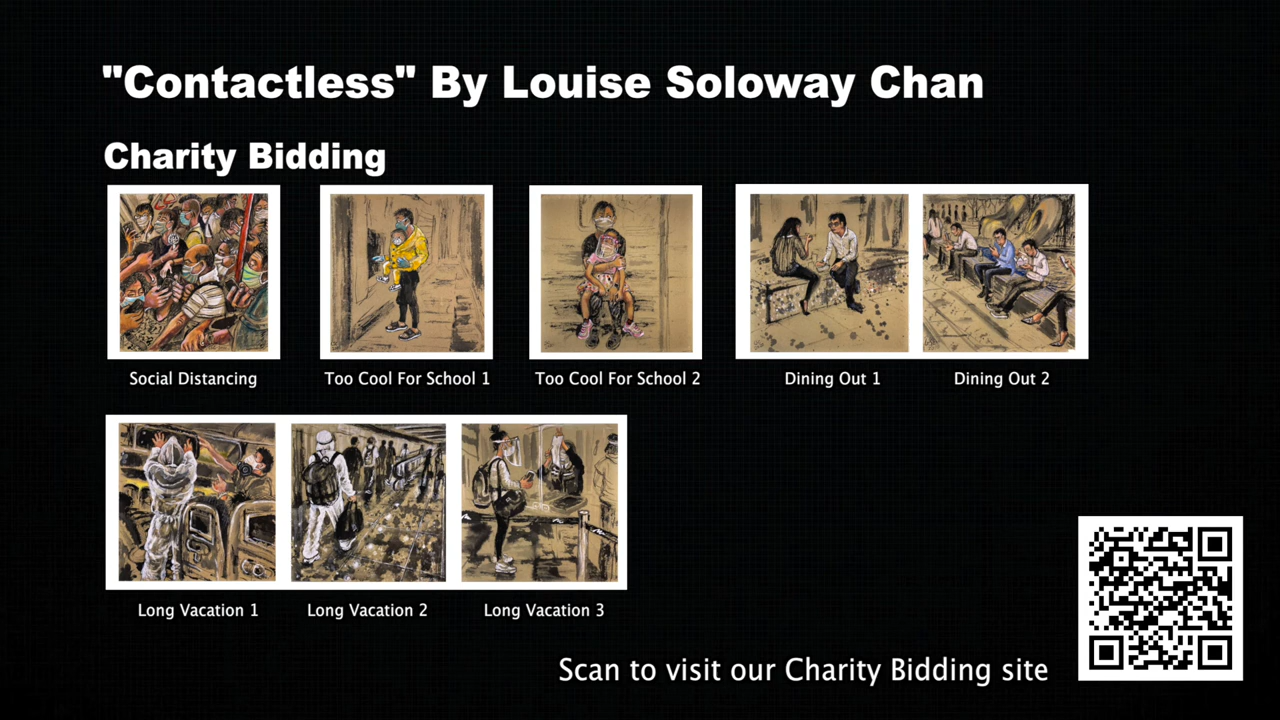 "Contactless" By Louise Soloway Chan
Charity Bidding
Social Distancing
Too Cool For School 1
Too Cool For School 2
Dining Out 1
Dining Out 2
Long Vacation 1
Long Vacation 2
Long Vacation 3
Scan to visit our Charity Bidding site